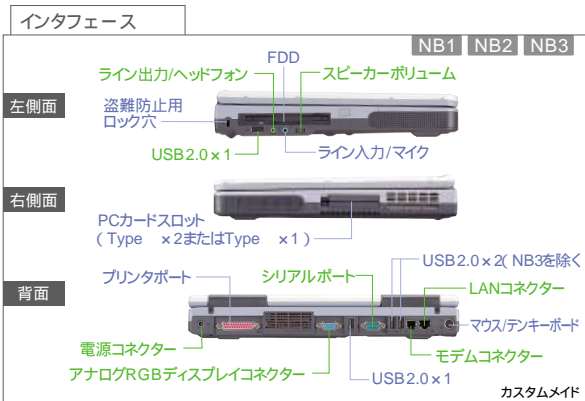 インタフェース
NB1 NB2 NB3
FDD
ライン出力/ヘッドフォン
スピーカーボリューム
左側面
盗難防止用
ロック穴
USB2.0×1
ライン入力/マイク
右側面
PCカードスロット
( Type ×2またはType ×1 )
USB2.0×2( NB3を除く
プリンタポート
シリアルポート
LANコネクター
背面
マウス/テンキーボード
電源コネクター
モデムコネクター
アナログRGBディスプレイコネクター
USB2.0×1
カスタムメイド